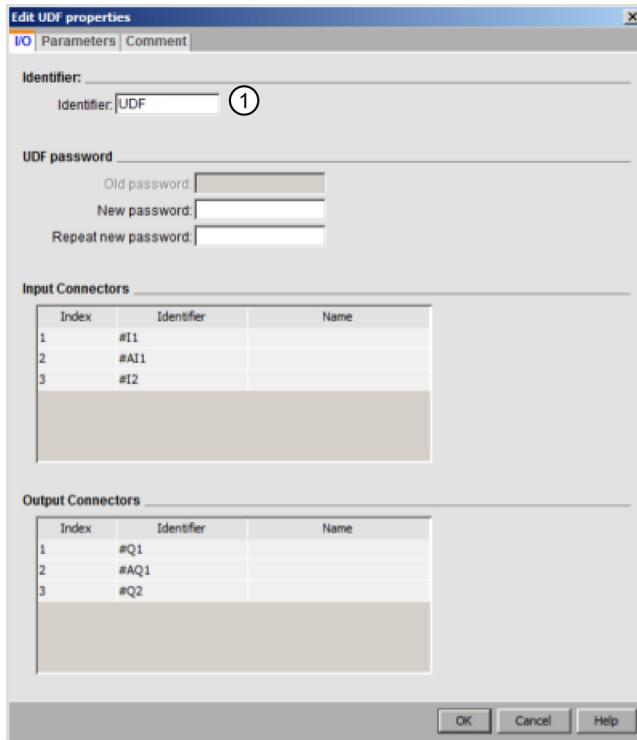 Edit UDF properties
I/O Parameters Comment
Identifier:
Identifier: UDF 1
UDF password
Old password:
New password:
Repeat new password:
Input Connectors
Index Identifier Name
1 #I1
2 #AI1
3 #I2
Output Connectors
Index Identifier Name
1 #Q1
2 #AQ1
3 #Q2
OK Cancel Help